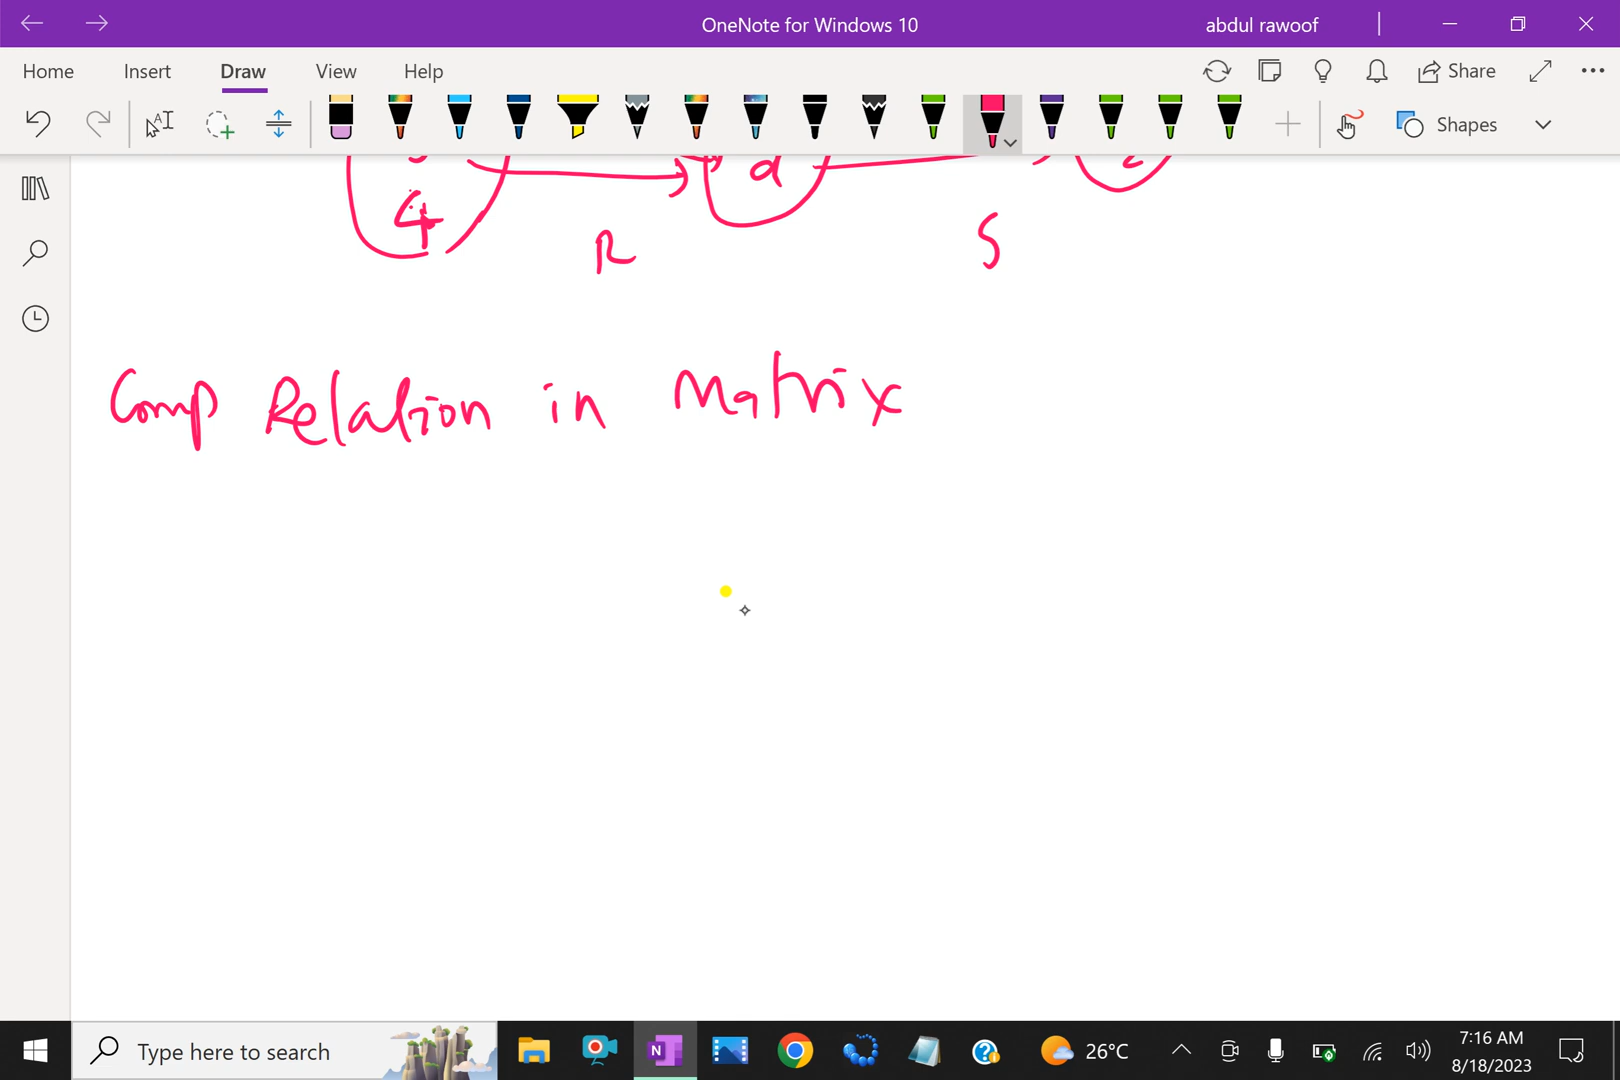 OneNote for Windows 10 abdul rawoof
Home Insert Draw View Help Share
Shapes
d
4
R S
Comp Relation in Matrix
Type here to search 26°C 7:16 AM
8/18/2023